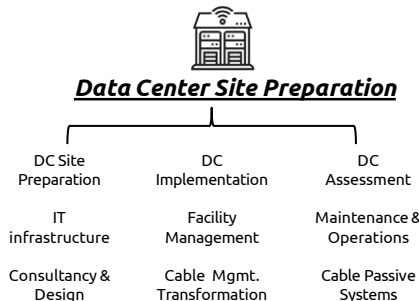 Data Center Site Preparation
DC Site
Preparation
DC
Implementation
DC
Assessment
IT
infrastructure
Facility
Management
Maintenance &
Operations
Consultancy &
Design
Cable Mgmt.
Transformation
Cable Passive
Systems